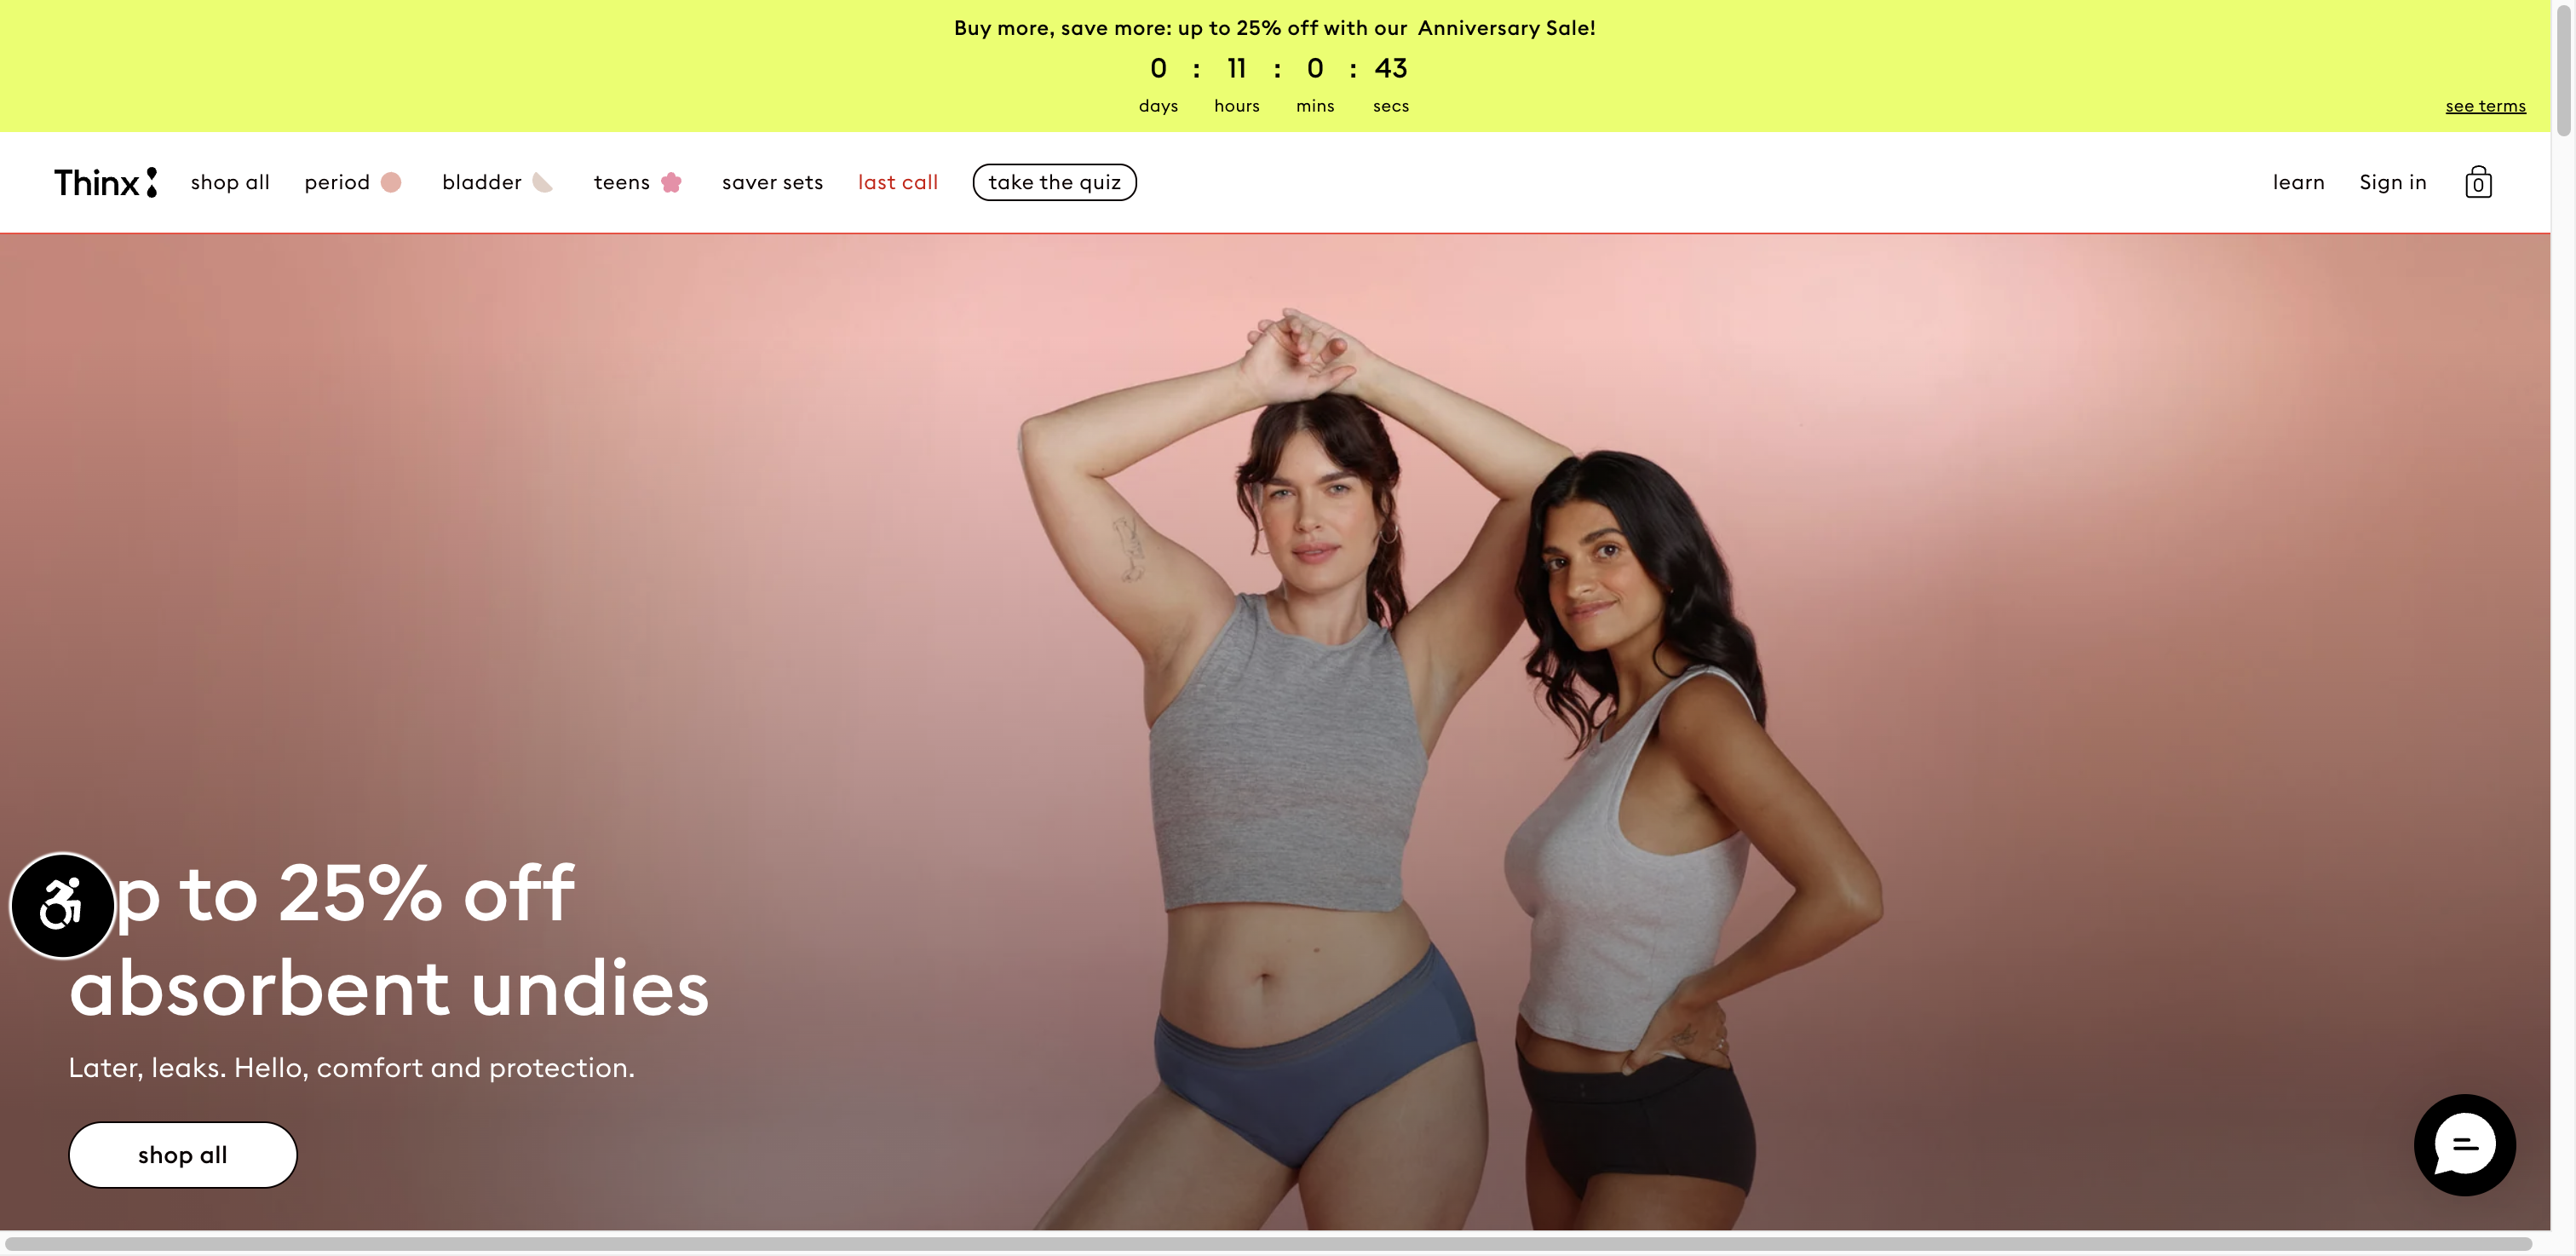 Buy more, save more: up to 25% off with our Anniversary Sale!
0 : 11 : 0 : 43
days hours mins secs
see terms
Thinx shop all period bladder teens saver sets last call take the quiz learn Sign in 0
p to 25% off
absorbent undies
Later, leaks. Hello, comfort and protection.
shop all